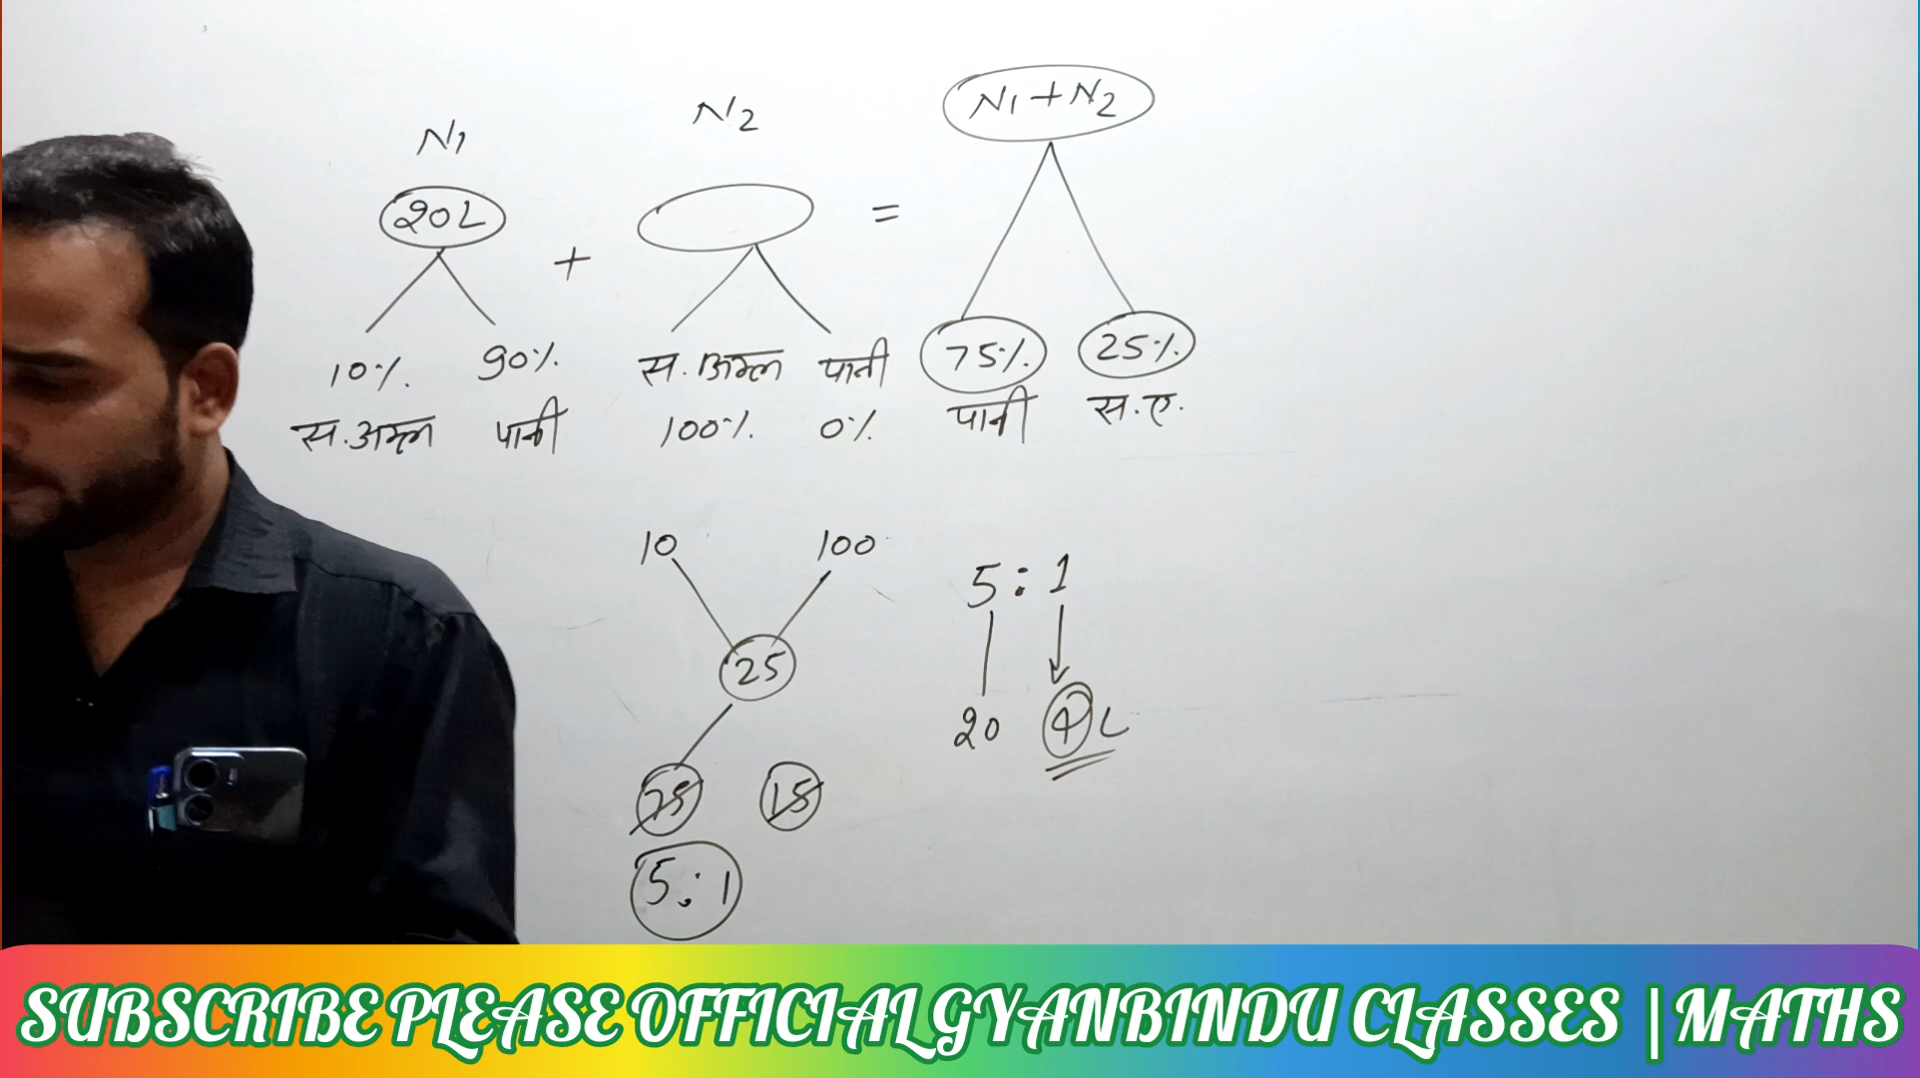 N1
N2
N1 + N2
20L
+
=
10%. 90%.
स. अम्ल पानी
75%. 25%.
स. अम्ल पानी
100%. 0%.
पानी स. ए.
10 100
25
75 15
5 : 1
5 : 1
20 4 L
SUBSCRIBE PLEASE OFFICIAL GYANBINDU CLASSES | MATHS